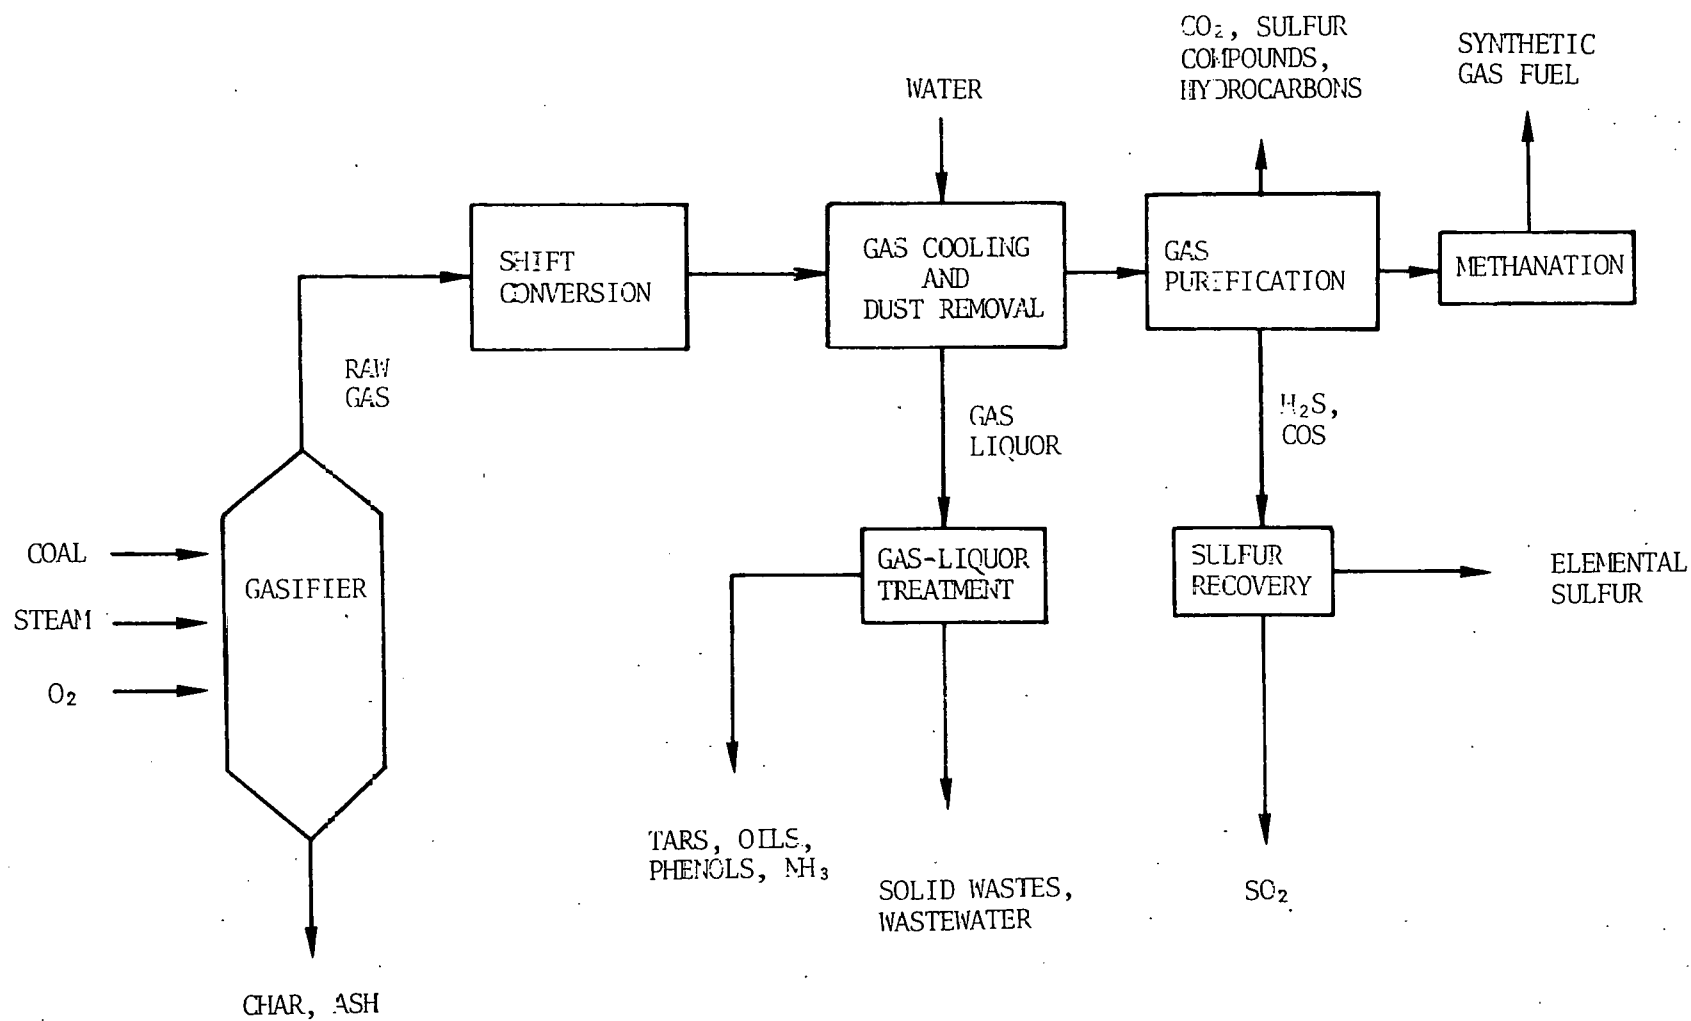 CO₂, SULFUR
COMPOUNDS,
HYDROCARBONS
SYNTHETIC
GAS FUEL
WATER
SHIFT
CONVERSION
GAS COOLING
AND
DUST REMOVAL
GAS
PURIFICATION
METHANATION
RAW
GAS
GAS
LIQUOR
H₂S,
COS
COAL
STEAM
O₂
GASIFIER
GAS-LIQUOR
TREATMENT
SULFUR
RECOVERY
ELEMENTAL
SULFUR
TARS, OILS,
PHENOLS, NH₃
SOLID WASTES,
WASTEWATER
SO₂
CHAR, ASH